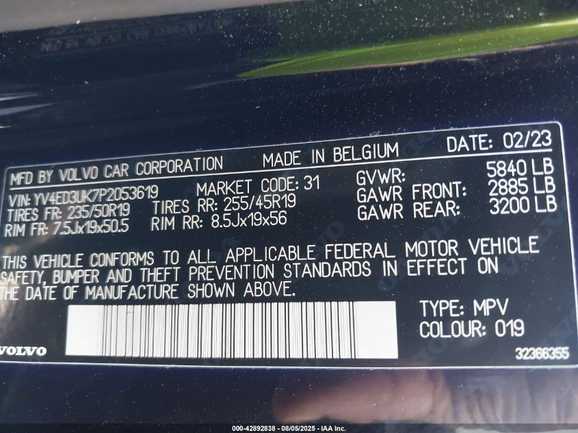 MFD BY VOLVO CAR CORPORATION MADE IN BELGIUM DATE: 02/23
VIN: YV4ED3UK7P2053619 MARKET CODE: 31 GVWR: 5840 LB
TIRES FR: 235/50R19 TIRES RR: 255/45R19 GAWR FRONT: 2885 LB
RIM FR: 7.5Jx19x50.5 RIM RR: 8.5Jx19x56 GAWR REAR: 3200 LB
THIS VEHICLE CONFORMS TO ALL APPLICABLE FEDERAL MOTOR VEHICLE
SAFETY, BUMPER AND THEFT PREVENTION STANDARDS IN EFFECT ON
THE DATE OF MANUFACTURE SHOWN ABOVE.
TYPE: MPV
COLOUR: 019
VOLVO
32366355
000-42892838 - 08/05/2025 - IAA Inc.